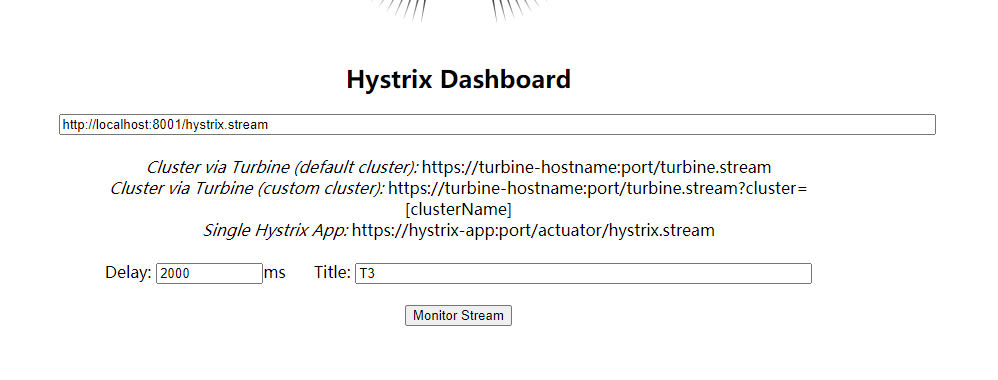 Hystrix Dashboard
http://localhost:8001/hystrix.stream
Cluster via Turbine (default cluster): https://turbine-hostname:port/turbine.stream
Cluster via Turbine (custom cluster): https://turbine-hostname:port/turbine.stream?cluster=
[clusterName]
Single Hystrix App: https://hystrix-app:port/actuator/hystrix.stream
Delay: 2000 ms Title: T3
Monitor Stream